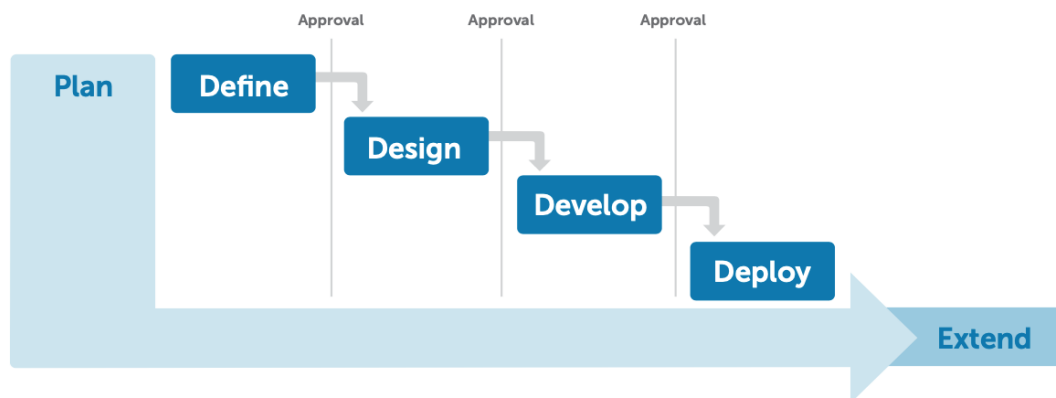 Approval
Approval
Approval
Plan
Define
Design
Develop
Deploy
Extend